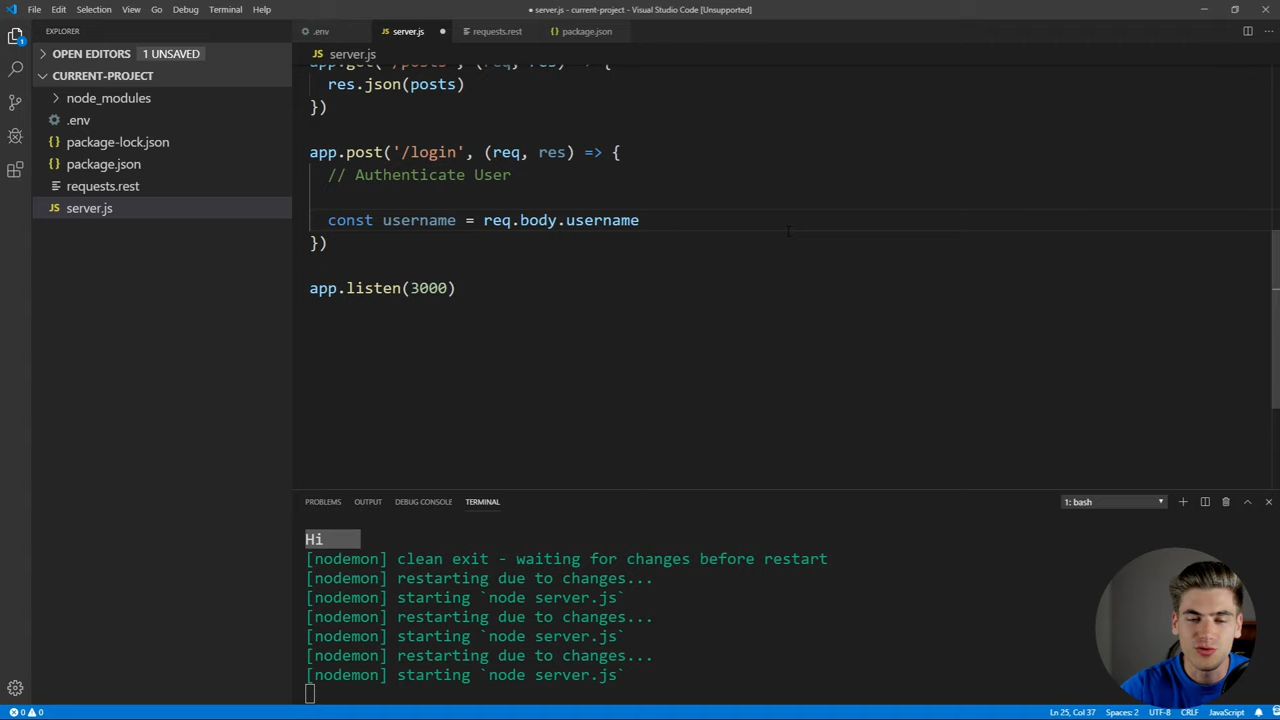 File Edit Selection View Go Debug Terminal Help
● server.js - current-project - Visual Studio Code [Unsupported]
EXPLORER
.env
server.js
requests.rest
package.json
OPEN EDITORS 1 UNSAVED
server.js
CURRENT-PROJECT
node_modules
.env
package-lock.json
package.json
requests.rest
server.js
app.get('/posts', (req, res) => {
res.json(posts)
})
app.post('/login', (req, res) => {
// Authenticate User
const username = req.body.username
})
app.listen(3000)
PROBLEMS OUTPUT DEBUG CONSOLE TERMINAL
1: bash
Hi
[nodemon] clean exit - waiting for changes before restart
[nodemon] restarting due to changes...
[nodemon] starting `node server.js`
[nodemon] restarting due to changes...
[nodemon] starting `node server.js`
[nodemon] restarting due to changes...
[nodemon] starting `node server.js`
0 0
Ln 25, Col 37 Spaces: 2 UTF-8 CRLF JavaScript